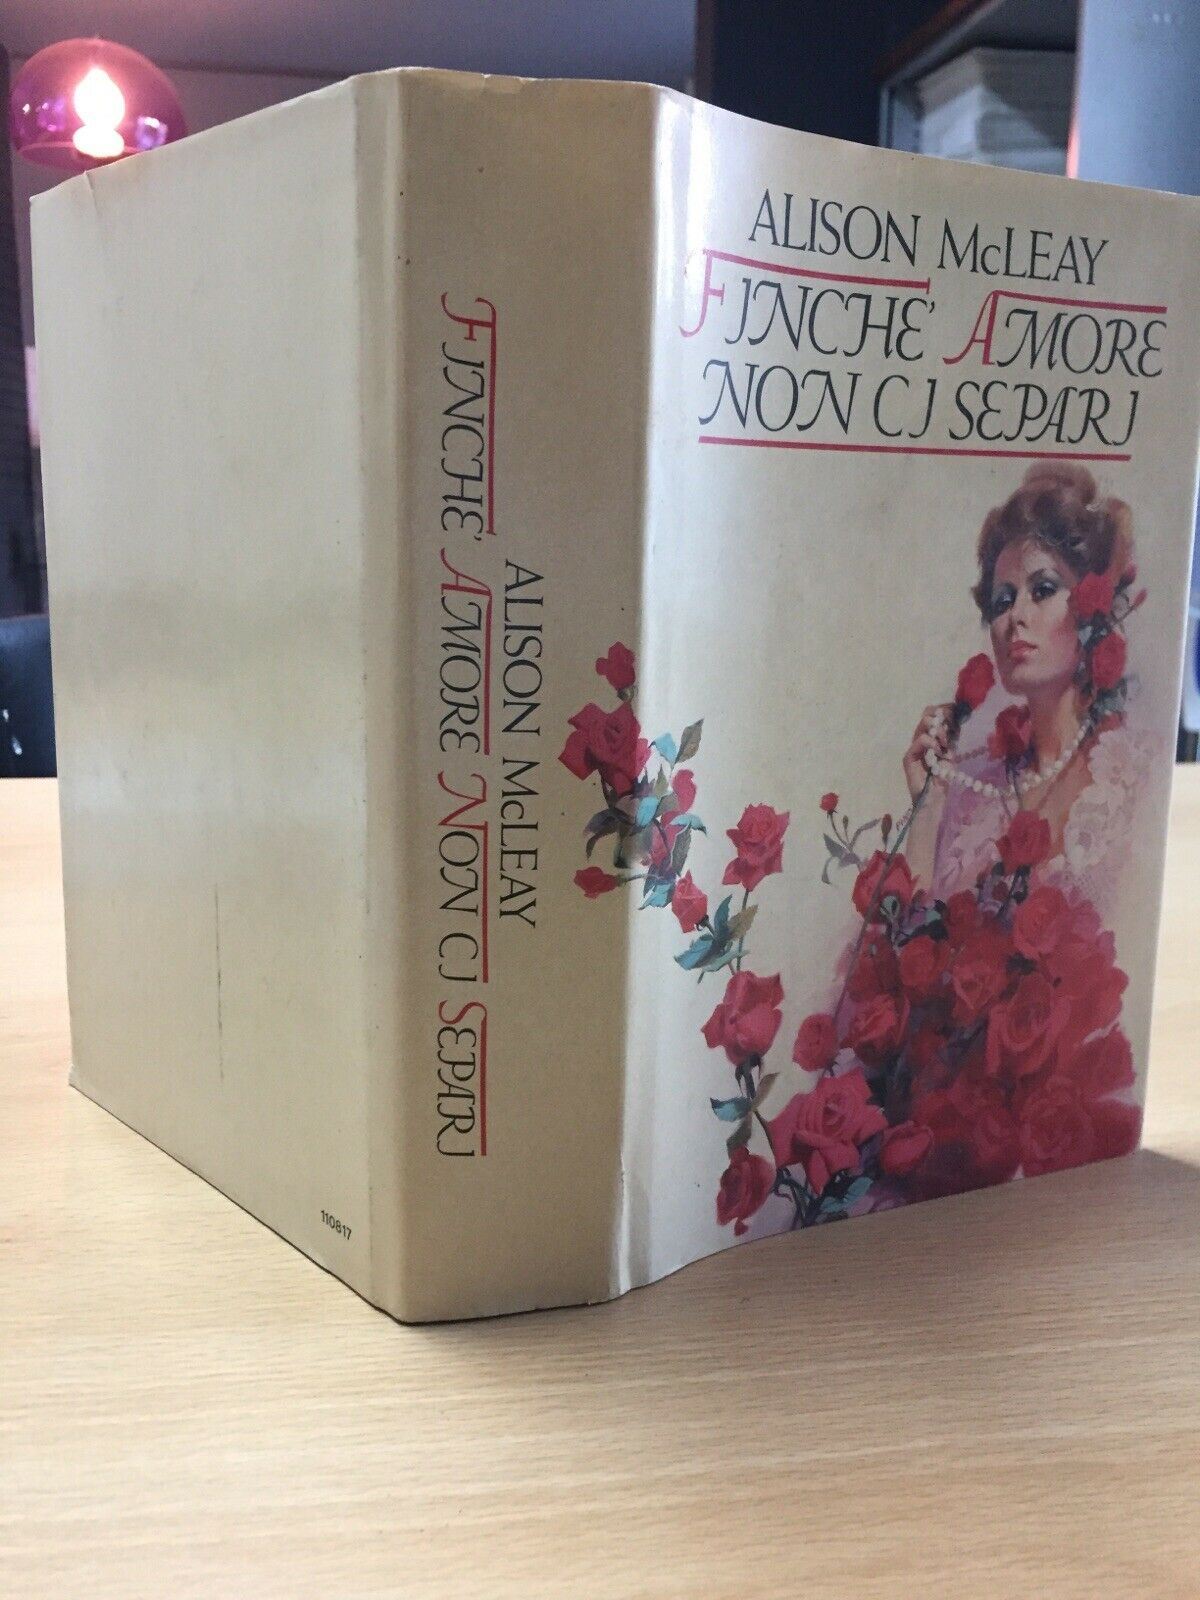 ALISON McLEAY
FINCHE' AMORE
NON CI SEPARI
FINCHE' AMORE NON CI SEPARI
ALISON McLEAY
110817